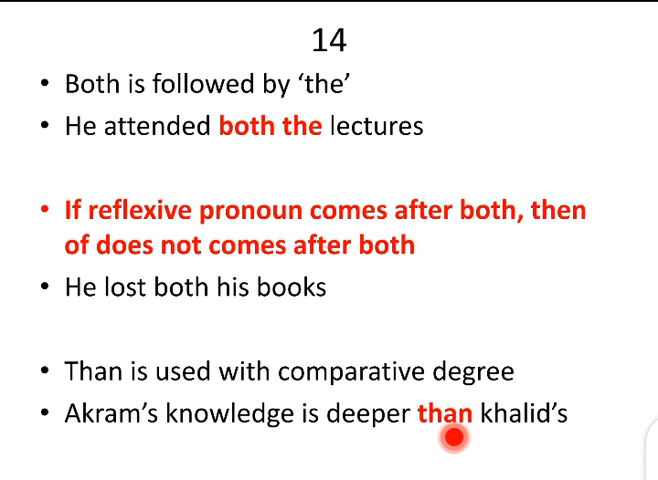 14
• Both is followed by ‘the’
• He attended both the lectures
• If reflexive pronoun comes after both, then
of does not comes after both
• He lost both his books
• Than is used with comparative degree
• Akram’s knowledge is deeper than khalid’s